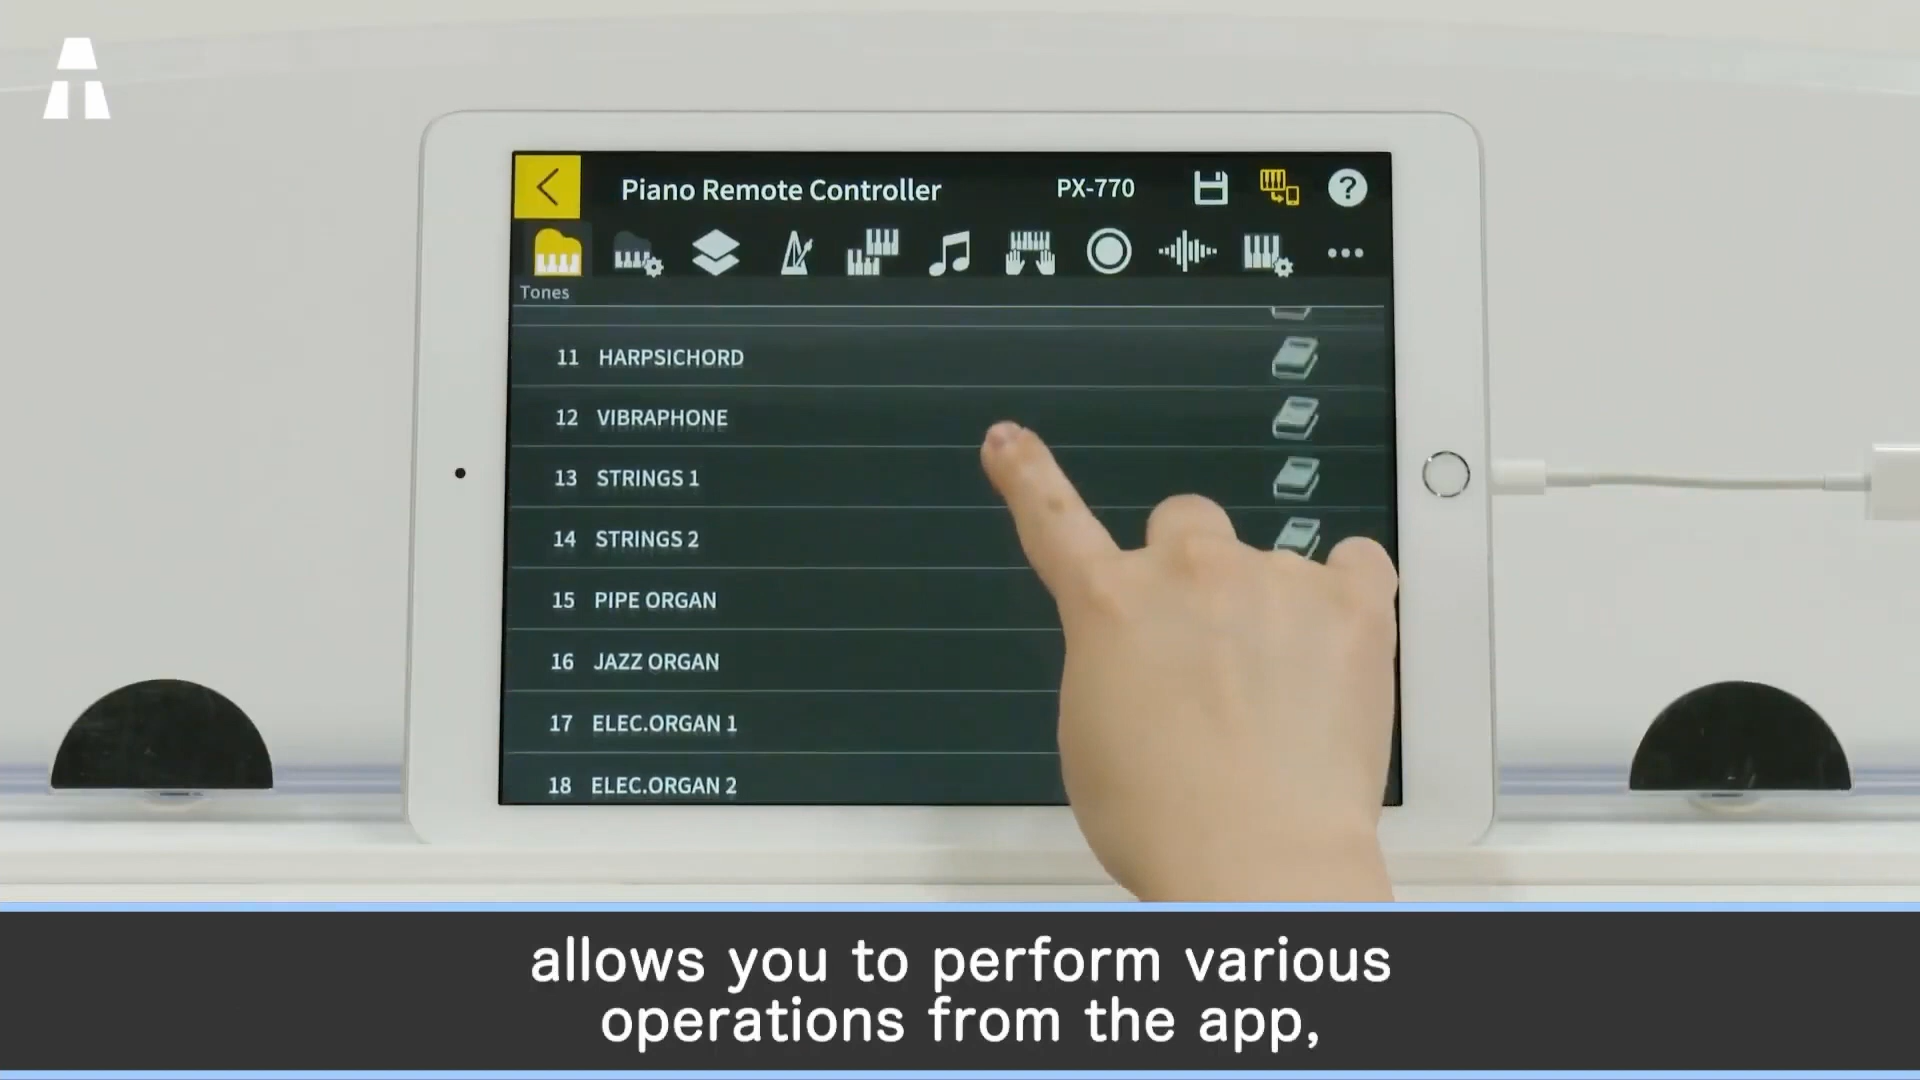 Piano Remote Controller
PX-770
?
Tones
11 HARPSICHORD
12 VIBRAPHONE
13 STRINGS 1
14 STRINGS 2
15 PIPE ORGAN
16 JAZZ ORGAN
17 ELEC.ORGAN 1
18 ELEC.ORGAN 2
allows you to perform various
operations from the app,